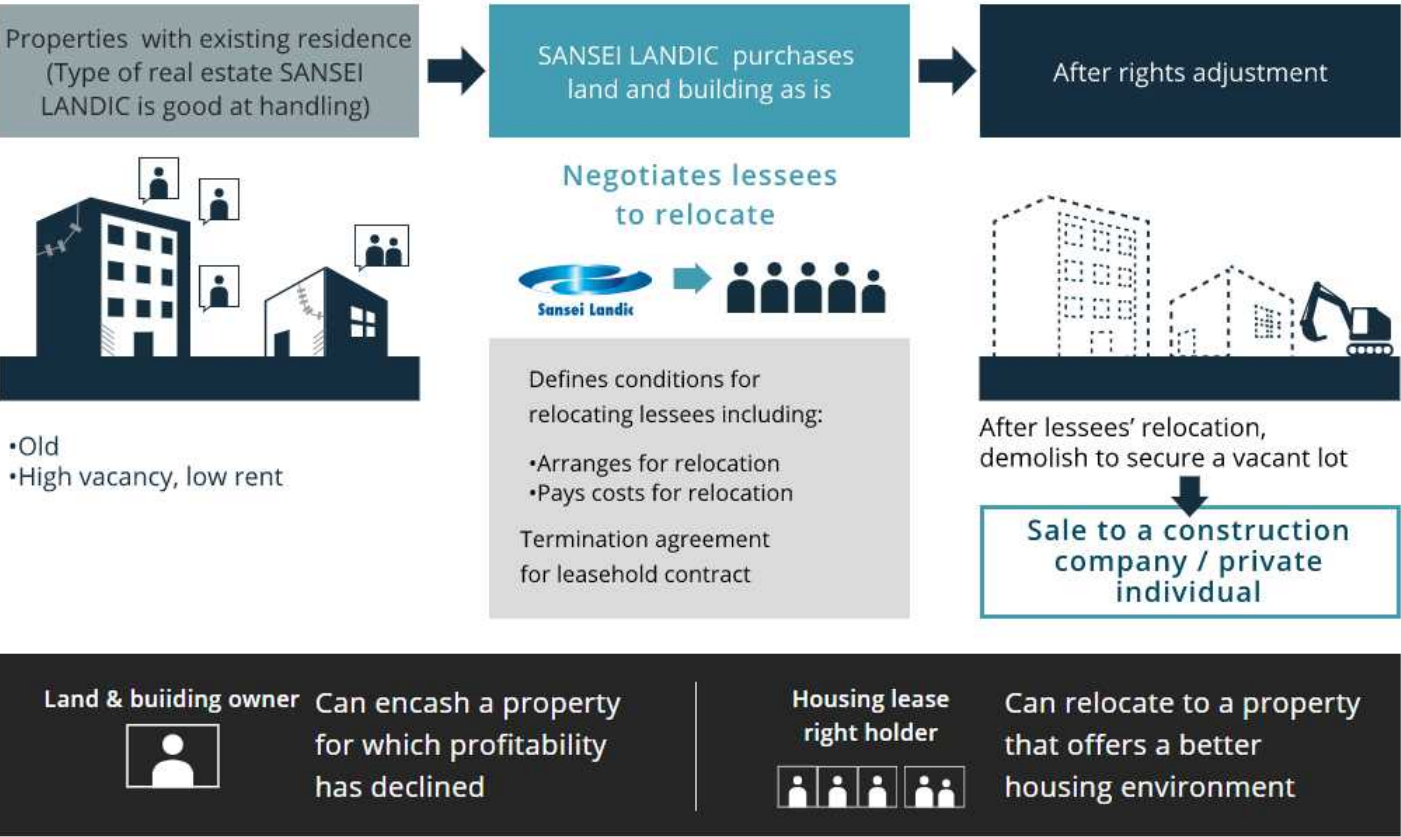 Properties with existing residence
(Type of real estate SANSEI
LANDIC is good at handling)
SANSEI LANDIC purchases
land and building as is
After rights adjustment
Negotiates lessees
to relocate
Sansei Landic
Defines conditions for
relocating lessees including:
•Arranges for relocation
•Pays costs for relocation
Termination agreement
for leasehold contract
•Old
•High vacancy, low rent
After lessees’ relocation,
demolish to secure a vacant lot
Sale to a construction
company / private
individual
Land & buiiding owner
Can encash a property
for which profitability
has declined
Housing lease
right holder
Can relocate to a property
that offers a better
housing environment